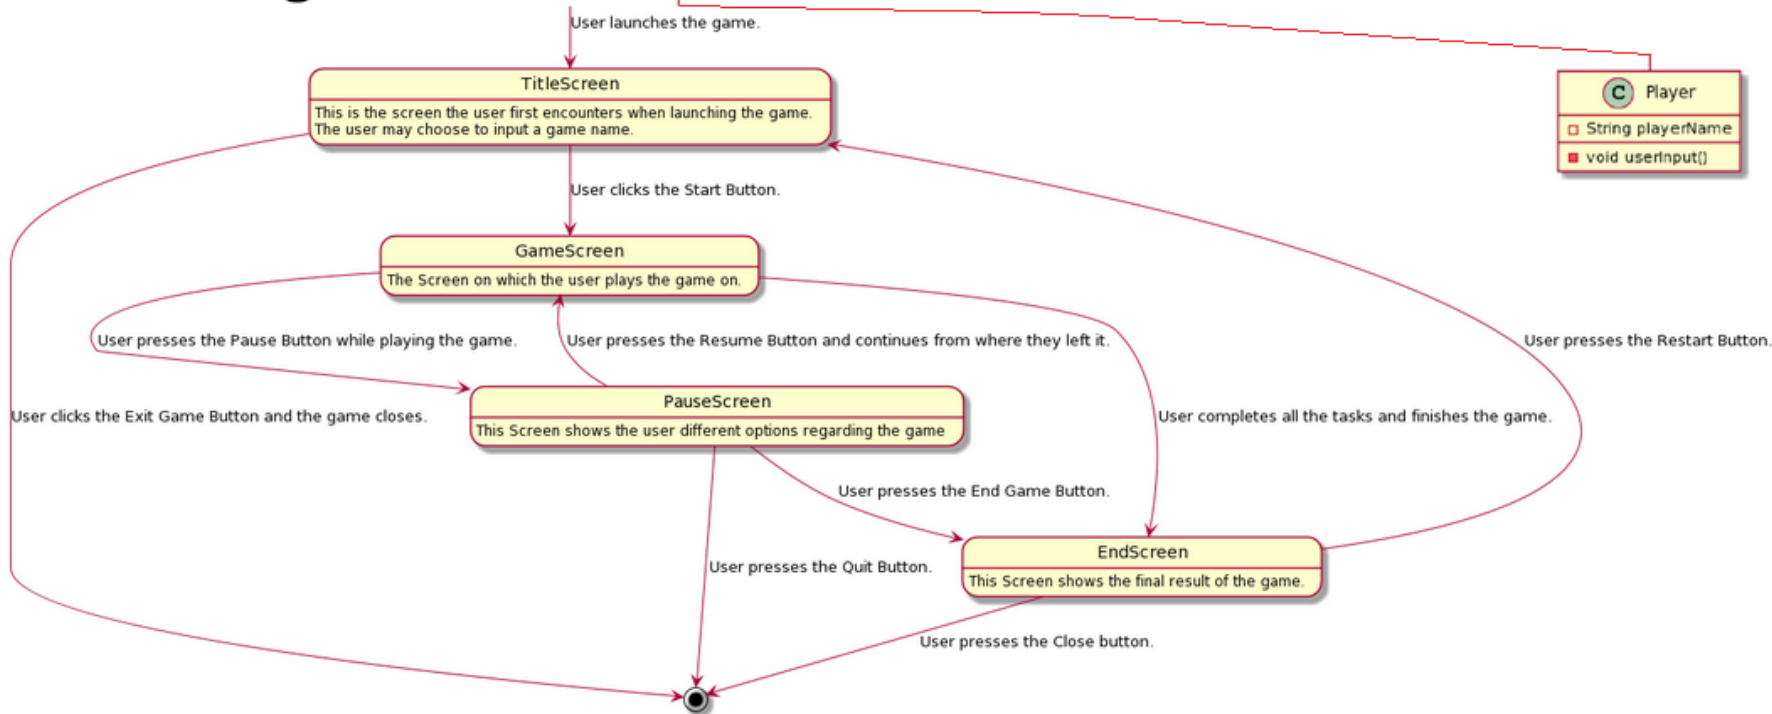 User launches the game.
TitleScreen
This is the screen the user first encounters when launching the game.
The user may choose to input a game name.
C Player
String playerName
void userInput()
User clicks the Start Button.
GameScreen
The Screen on which the user plays the game on.
User presses the Pause Button while playing the game.
User presses the Resume Button and continues from where they left it.
User presses the Restart Button.
PauseScreen
This Screen shows the user different options regarding the game
User clicks the Exit Game Button and the game closes.
User completes all the tasks and finishes the game.
User presses the End Game Button.
EndScreen
This Screen shows the final result of the game.
User presses the Quit Button.
User presses the Close button.